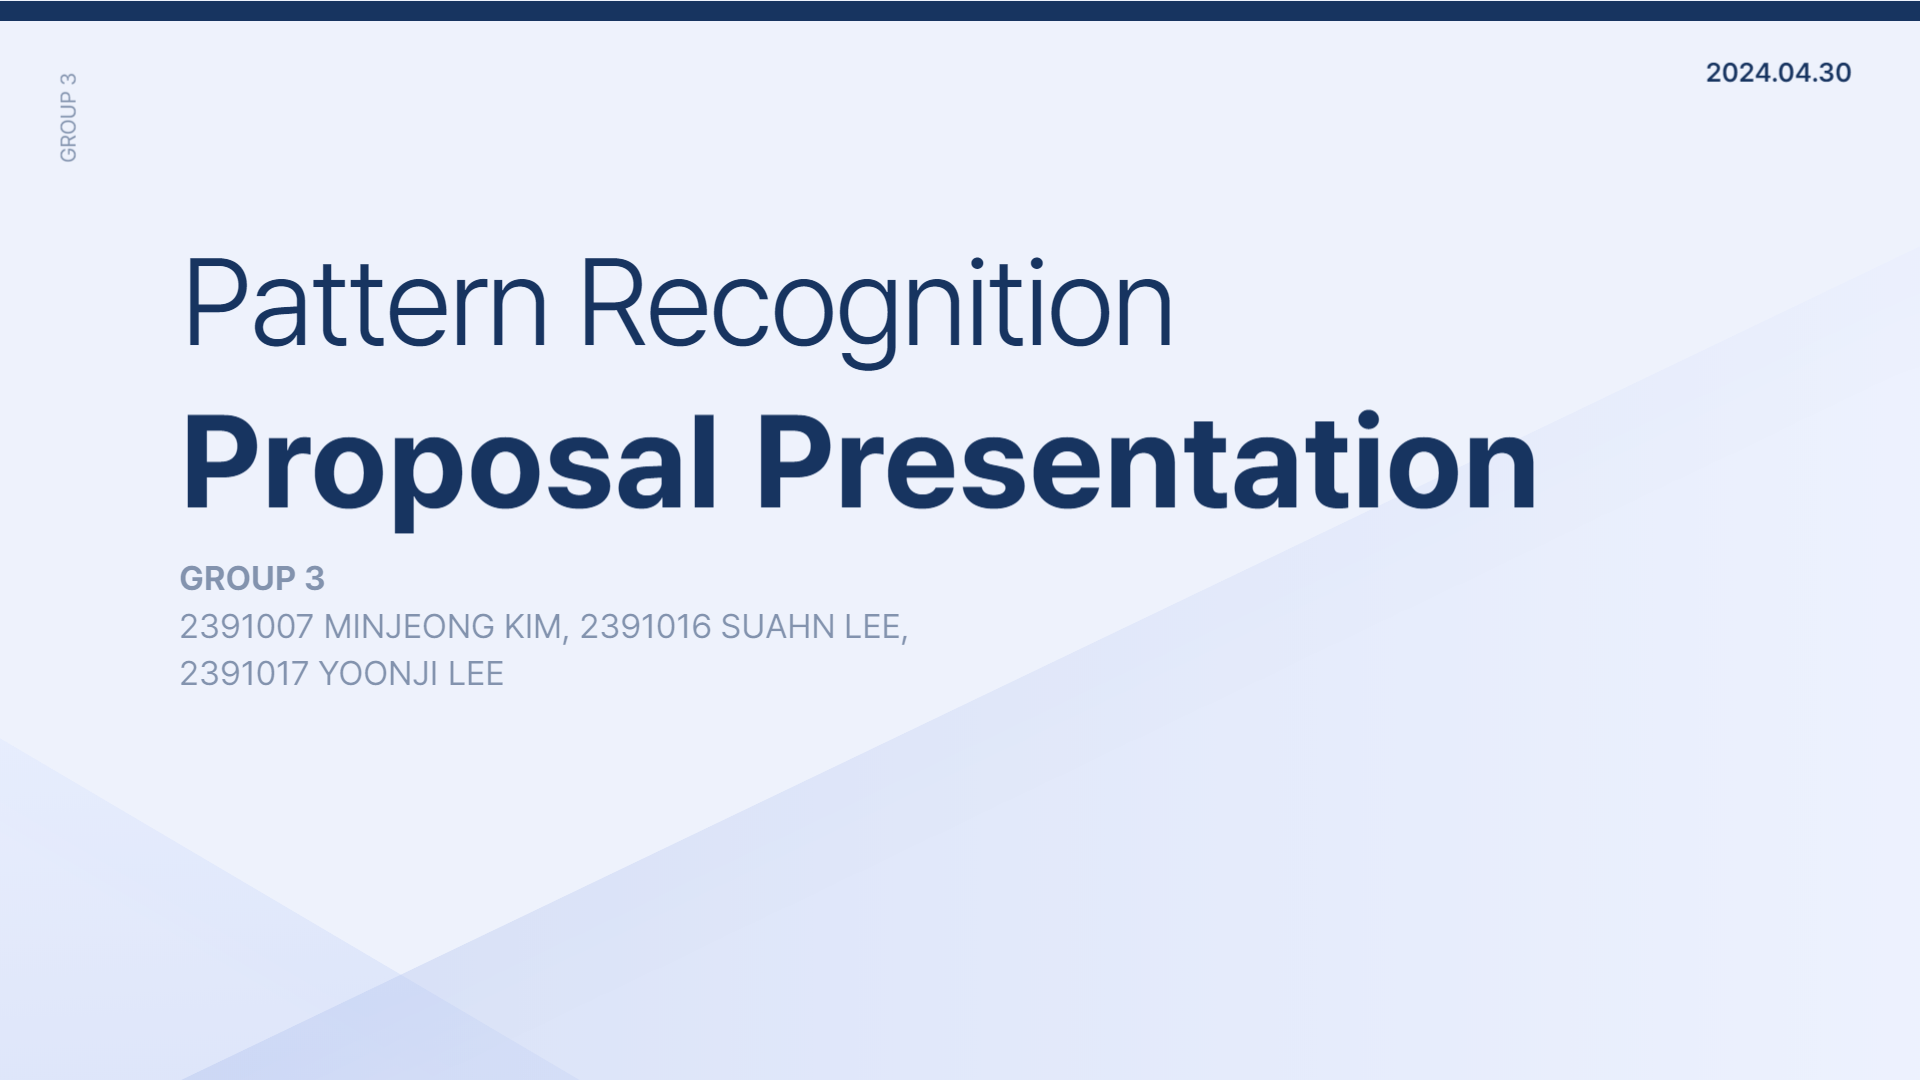 GROUP 3
2024.04.30
Pattern Recognition
Proposal Presentation
GROUP 3
2391007 MINJEONG KIM, 2391016 SUAHN LEE,
2391017 YOONJI LEE